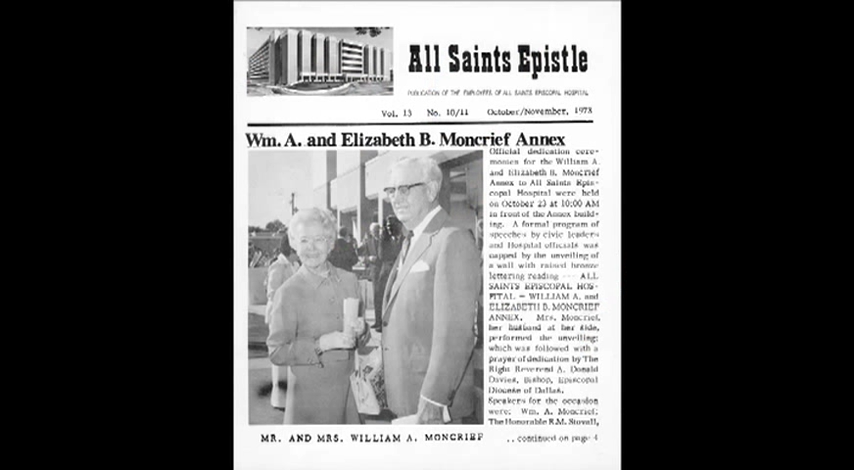 All Saints Epistle
PUBLICATION OF THE EMPLOYEES OF ALL SAINTS EPISCOPAL HOSPITAL
Vol. 13 No. 10/11 October/November, 1973
Wm. A. and Elizabeth B. Moncrief Annex
Official dedication cere-
monies for the William A.
and Elizabeth B. Moncrief
Annex to All Saints Epis-
copal Hospital were held
on October 23 at 10:00 AM
in front of the Annex build-
ing. A formal program of
speeches by civic leaders
and Hospital officials was
capped by the unveiling of
a wall with raised bronze
lettering reading --- ALL
SAINTS EPISCOPAL HOS-
PITAL - WILLIAM A. and
ELIZABETH B. MONCRIEF
ANNEX. Mrs. Moncrief,
her husband at her side,
performed the unveiling;
which was followed with a
prayer of dedication by The
Right Reverend A. Donald
Davies, Bishop, Episcopal
Diocese of Dallas.
Speakers for the occasion
were: Wm. A. Moncrief;
The Honorable R.M. Stovall,
MR. AND MRS. WILLIAM A. MONCRIEF
.. continued on page 4